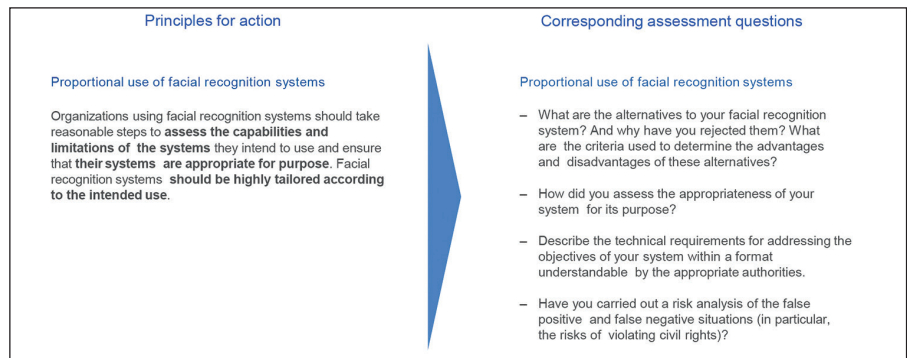 Principles for action
Proportional use of facial recognition systems
Organizations using facial recognition systems should take
reasonable steps to assess the capabilities and
limitations of the systems they intend to use and ensure
that their systems are appropriate for purpose. Facial
recognition systems should be highly tailored according
to the intended use.
Corresponding assessment questions
Proportional use of facial recognition systems
– What are the alternatives to your facial recognition
system? And why have you rejected them? What
are the criteria used to determine the advantages
and disadvantages of these alternatives?
– How did you assess the appropriateness of your
system for its purpose?
– Describe the technical requirements for addressing the
objectives of your system within a format
understandable by the appropriate authorities.
– Have you carried out a risk analysis of the false
positive and false negative situations (in particular,
the risks of violating civil rights)?